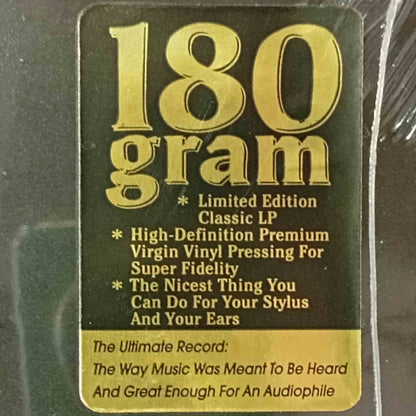 180
gram
* Limited Edition
Classic LP
* High-Definition Premium
Virgin Vinyl Pressing For
Super Fidelity
* The Nicest Thing You
Can Do For Your Stylus
And Your Ears
The Ultimate Record:
The Way Music Was Meant To Be Heard
And Great Enough For An Audiophile